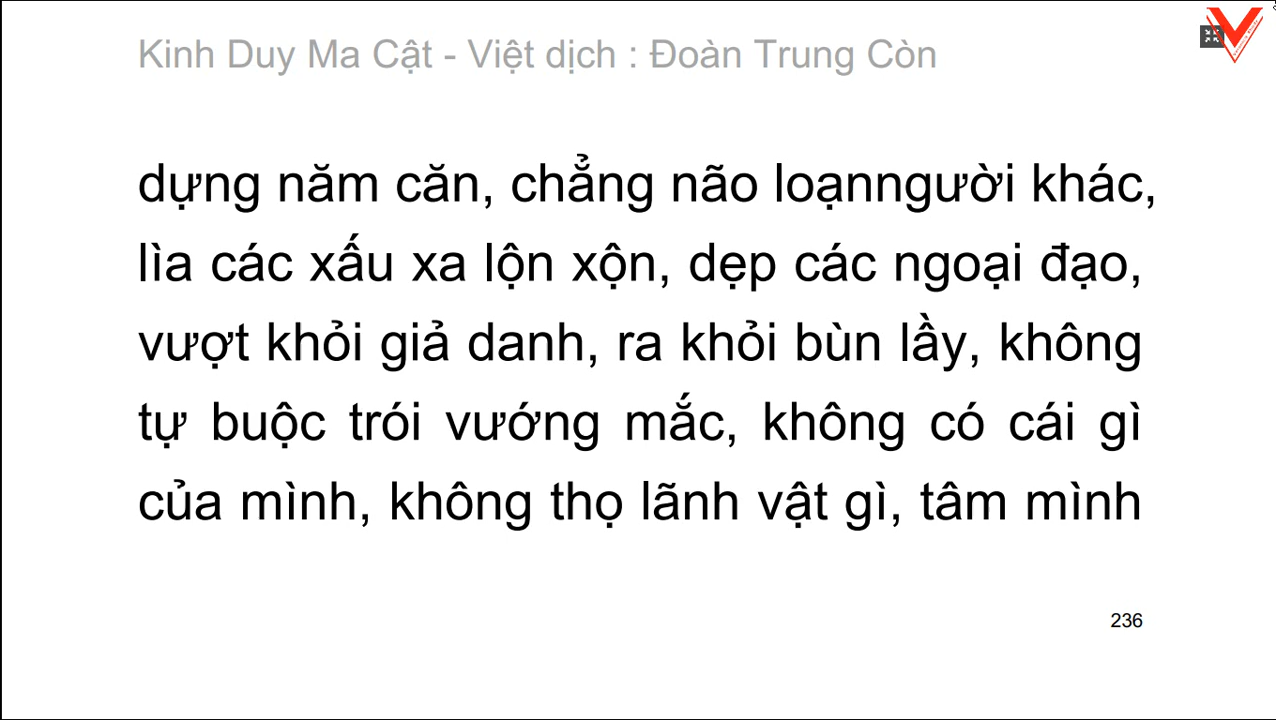 Kinh Duy Ma Cật - Việt dịch : Đoàn Trung Còn
dựng năm căn, chẳng não loạnngười khác,
lìa các xấu xa lộn xộn, dẹp các ngoại đạo,
vượt khỏi giả danh, ra khỏi bùn lầy, không
tự buộc trói vướng mắc, không có cái gì
của mình, không thọ lãnh vật gì, tâm mình
236